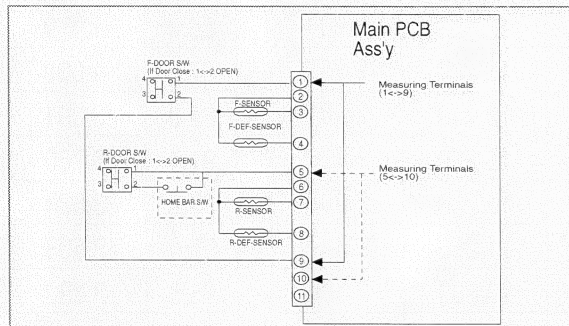 Main PCB
Ass'y
F-DOOR S/W
(If Door Close : 1<->2 OPEN)
4 1
3 2
1
Measuring Terminals
(1<->9)
2
F-SENSOR
3
F-DEF-SENSOR
4
R-DOOR S/W
(If Door Close : 1<->2 OPEN)
4 1
3 2
5
Measuring Terminals
(5<->10)
6
HOME BAR S/W
7
R-SENSOR
8
R-DEF-SENSOR
9
10
11